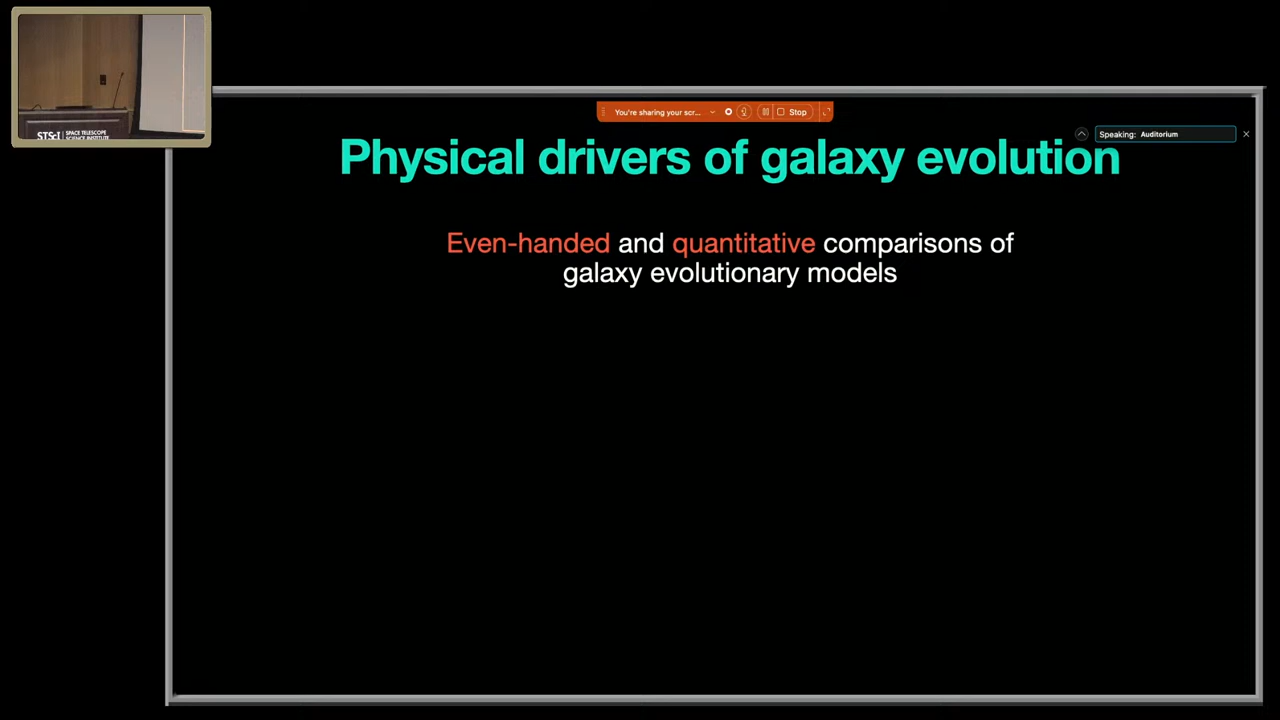 STScI | SPACE TELESCOPE
SCIENCE INSTITUTE
You're sharing your scr...
Stop
Speaking: Auditorium
Physical drivers of galaxy evolution
Even-handed and quantitative comparisons of
galaxy evolutionary models